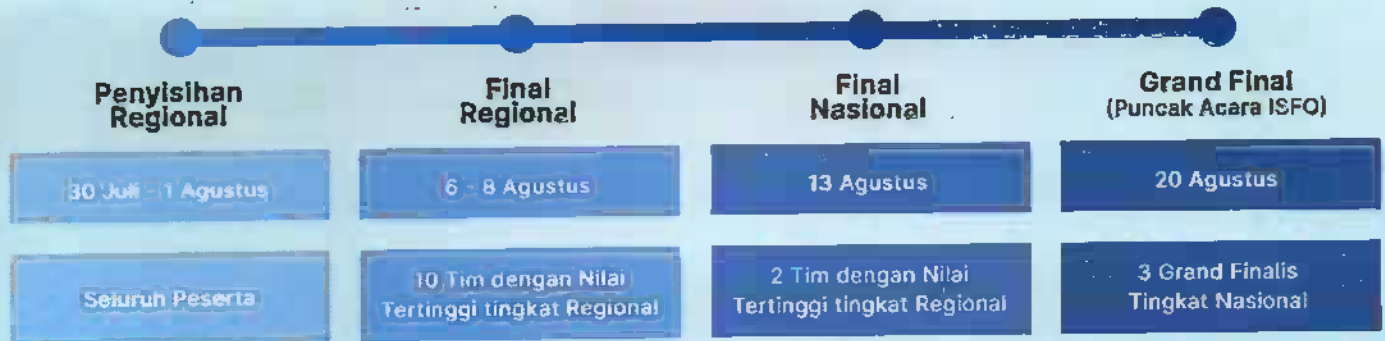 Penyisihan
Regional
30 Juli - 1 Agustus
Seluruh Peserta
Final
Regional
6 - 8 Agustus
10 Tim dengan Nilai
Tertinggi tingkat Regional
Final
Nasional
13 Agustus
2 Tim dengan Nilai
Tertinggi tingkat Regional
Grand Final
(Puncak Acara ISFO)
20 Agustus
3 Grand Finalis
Tingkat Nasional